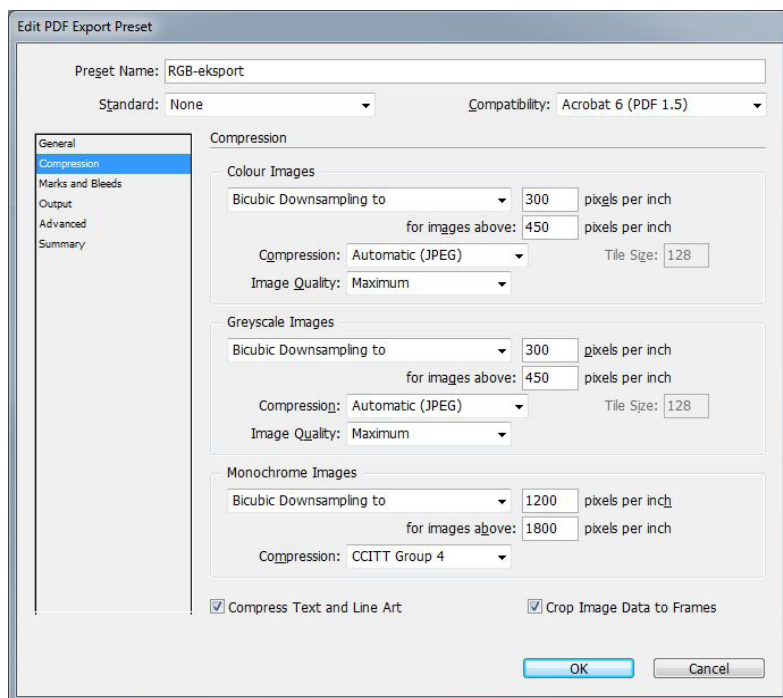 Edit PDF Export Preset
Preset Name: RGB-eksport
Standard: None Compatibility: Acrobat 6 (PDF 1.5)
General
Compression
Marks and Bleeds
Output
Advanced
Summary
Compression
Colour Images
Bicubic Downsampling to 300 pixels per inch
for images above: 450 pixels per inch
Compression: Automatic (JPEG) Tile Size: 128
Image Quality: Maximum
Greyscale Images
Bicubic Downsampling to 300 pixels per inch
for images above: 450 pixels per inch
Compression: Automatic (JPEG) Tile Size: 128
Image Quality: Maximum
Monochrome Images
Bicubic Downsampling to 1200 pixels per inch
for images above: 1800 pixels per inch
Compression: CCITT Group 4
Compress Text and Line Art Crop Image Data to Frames
OK Cancel